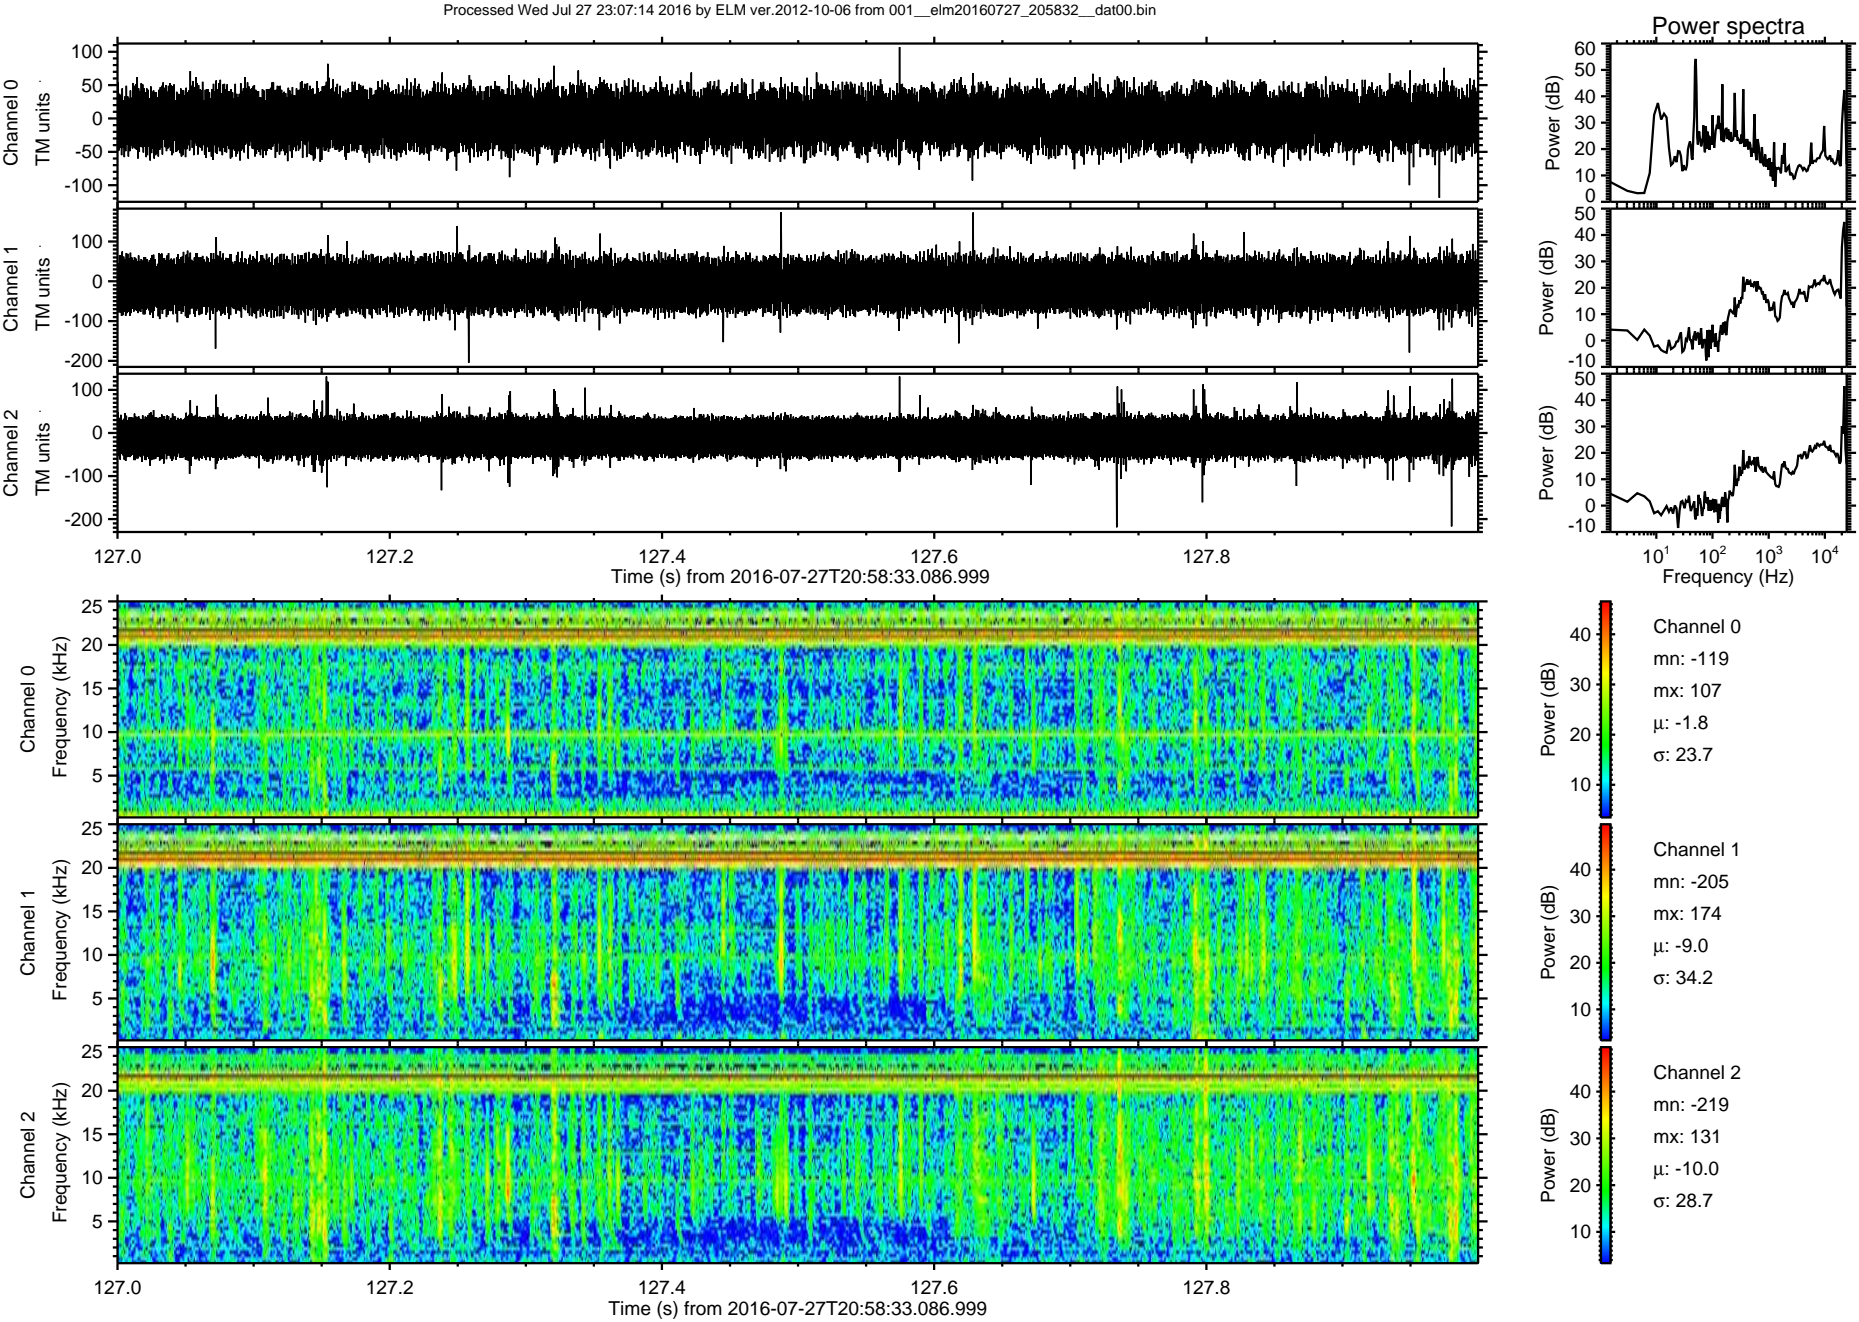 Processed Wed Jul 27 23:07:14 2016 by ELM ver.2012-10-06 from 001__elm20160727_205832__dat00.bin
Power spectra
Channel 0
TM units
100
50
0
-50
-100
Power (dB)
60
50
40
30
20
10
0
Channel 1
TM units
100
0
-100
-200
Power (dB)
50
40
30
20
10
0
-10
Channel 2
TM units
100
0
-100
-200
Power (dB)
50
40
30
20
10
0
-10
127.0 127.2 127.4 127.6 127.8
Time (s) from 2016-07-27T20:58:33.086.999
10¹ 10² 10³ 10⁴
Frequency (Hz)
Channel 0
Frequency (kHz)
25
20
15
10
5
Power (dB)
40
30
20
10
Channel 0
mn: -119
mx: 107
μ: -1.8
σ: 23.7
Channel 1
Frequency (kHz)
25
20
15
10
5
Power (dB)
40
30
20
10
Channel 1
mn: -205
mx: 174
μ: -9.0
σ: 34.2
Channel 2
Frequency (kHz)
25
20
15
10
5
Power (dB)
40
30
20
10
Channel 2
mn: -219
mx: 131
μ: -10.0
σ: 28.7
127.0 127.2 127.4 127.6 127.8
Time (s) from 2016-07-27T20:58:33.086.999